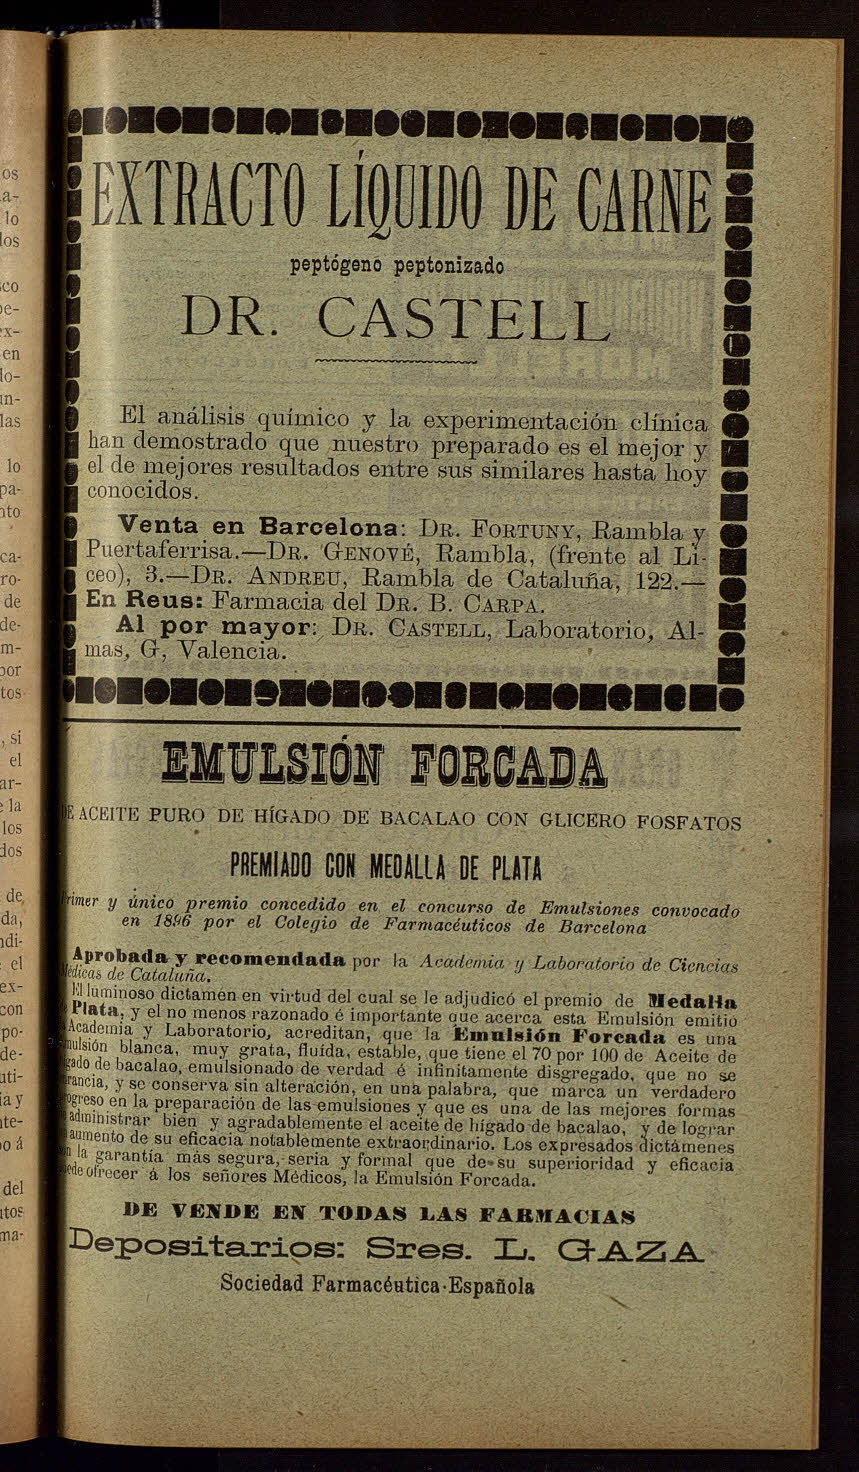 EXTRACTO LÍQUIDO DE CARNE
peptógeno peptonizado
DR. CASTELL
El análisis químico y la experimentación clínica
han demostrado que nuestro preparado es el mejor y
el de mejores resultados entre sus similares hasta hoy
conocidos.
Venta en Barcelona: DR. FORTUNY, Rambla y
Puertaferrisa.—DR. GENOVÉ, Rambla, (frente al Li-
ceo), 3.—DR. ANDREU, Rambla de Cataluña, 122.—
En Reus: Farmacia del DR. B. CARPA.
Al por mayor: DR. CASTELL, Laboratorio, Al-
mas, G, Valencia.
EMULSIÓN FORCADA
DE ACEITE PURO DE HÍGADO DE BACALAO CON GLICERO FOSFATOS
PREMIADO CON MEDALLA DE PLATA
Primer y único premio concedido en el concurso de Emulsiones convocado
en 1896 por el Colegio de Farmacéuticos de Barcelona
Aprobada y recomendada por la Academia y Laboratorio de Ciencias
Médicas de Cataluña.
El luminoso dictamen en virtud del cual se le adjudicó el premio de Medalla
Plata, y el no menos razonado é importante que acerca esta Emulsión emitió
Academia y Laboratorio, acreditan, que la Emulsión Forcada es una
emulsión blanca, muy grata, fluída, estable, que tiene el 70 por 100 de Aceite de
hígado de bacalao, emulsionado de verdad é infinitamente disgregado, que no se
enrancia, y se conserva sin alteración, en una palabra, que marca un verdadero
progreso en la preparación de las emulsiones y que es una de las mejores formas
administrar bien y agradablemente el aceite de hígado de bacalao, y de lograr
aumento de su eficacia notablemente extraordinario. Los expresados dictámenes
la garantía más segura, seria y formal que de su superioridad y eficacia
puede ofrecer á los señores Médicos, la Emulsión Forcada.
DE VENDE EN TODAS LAS FARMACIAS
Depositarios: Sres. L. GAZA
Sociedad Farmacéutica Española